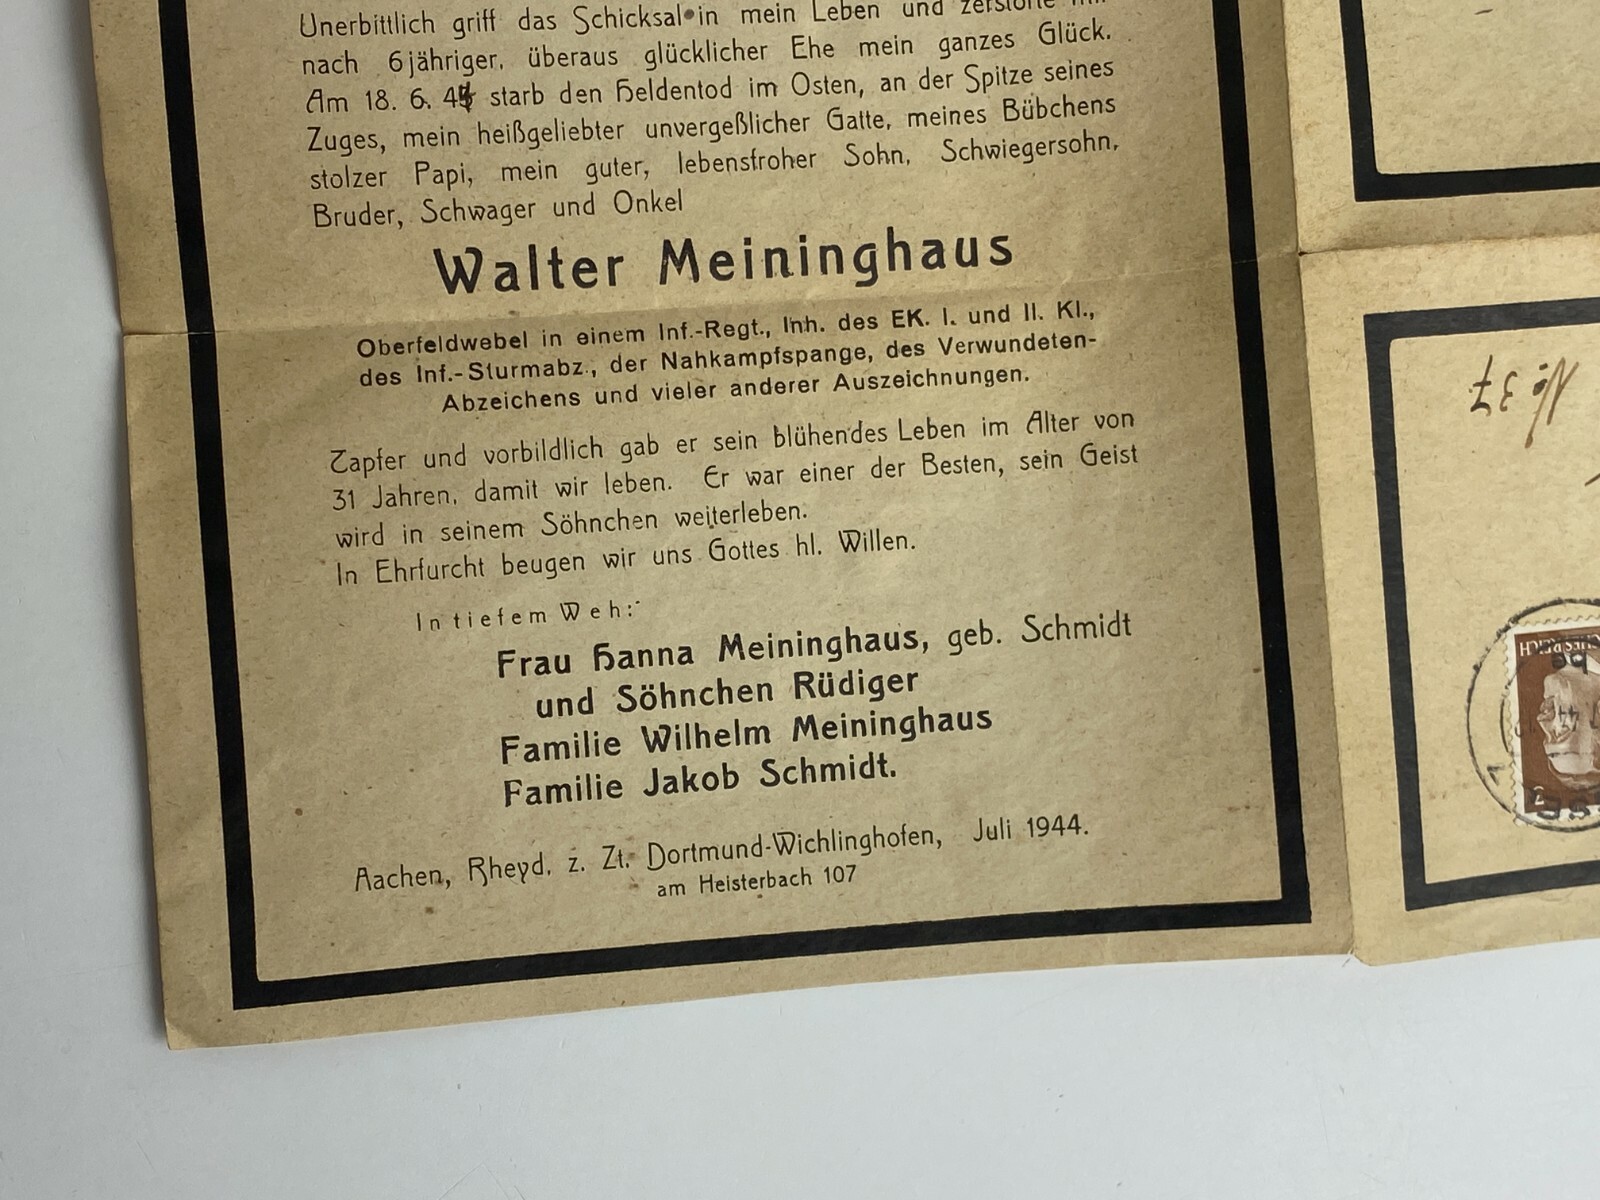 Unerbittlich griff das Schicksal in mein Leben und zerstörte
nach 6jähriger, überaus glücklicher Ehe mein ganzes Glück.
Am 18. 6. 44 starb den Heldentod im Osten, an der Spitze seines
Zuges, mein heißgeliebter unvergeßlicher Gatte, meines Bübchens
stolzer Papi, mein guter, lebensfroher Sohn, Schwiegersohn,
Bruder, Schwager und Onkel
Walter Meininghaus
Oberfeldwebel in einem Inf.-Regt., Inh. des EK. I. und II. Kl.,
des Inf.-Sturmabz., der Nahkampfspange, des Verwundeten-
Abzeichens und vieler anderer Auszeichnungen.
Tapfer und vorbildlich gab er sein blühendes Leben im Alter von
31 Jahren, damit wir leben. Er war einer der Besten, sein Geist
wird in seinem Söhnchen weiterleben.
In Ehrfurcht beugen wir uns Gottes hl. Willen.
In tiefem Weh:
Frau Hanna Meininghaus, geb. Schmidt
und Söhnchen Rüdiger
Familie Wilhelm Meininghaus
Familie Jakob Schmidt.
Aachen, Rheyd, z. Zt. Dortmund-Wichlinghofen, Juli 1944.
am Heisterbach 107